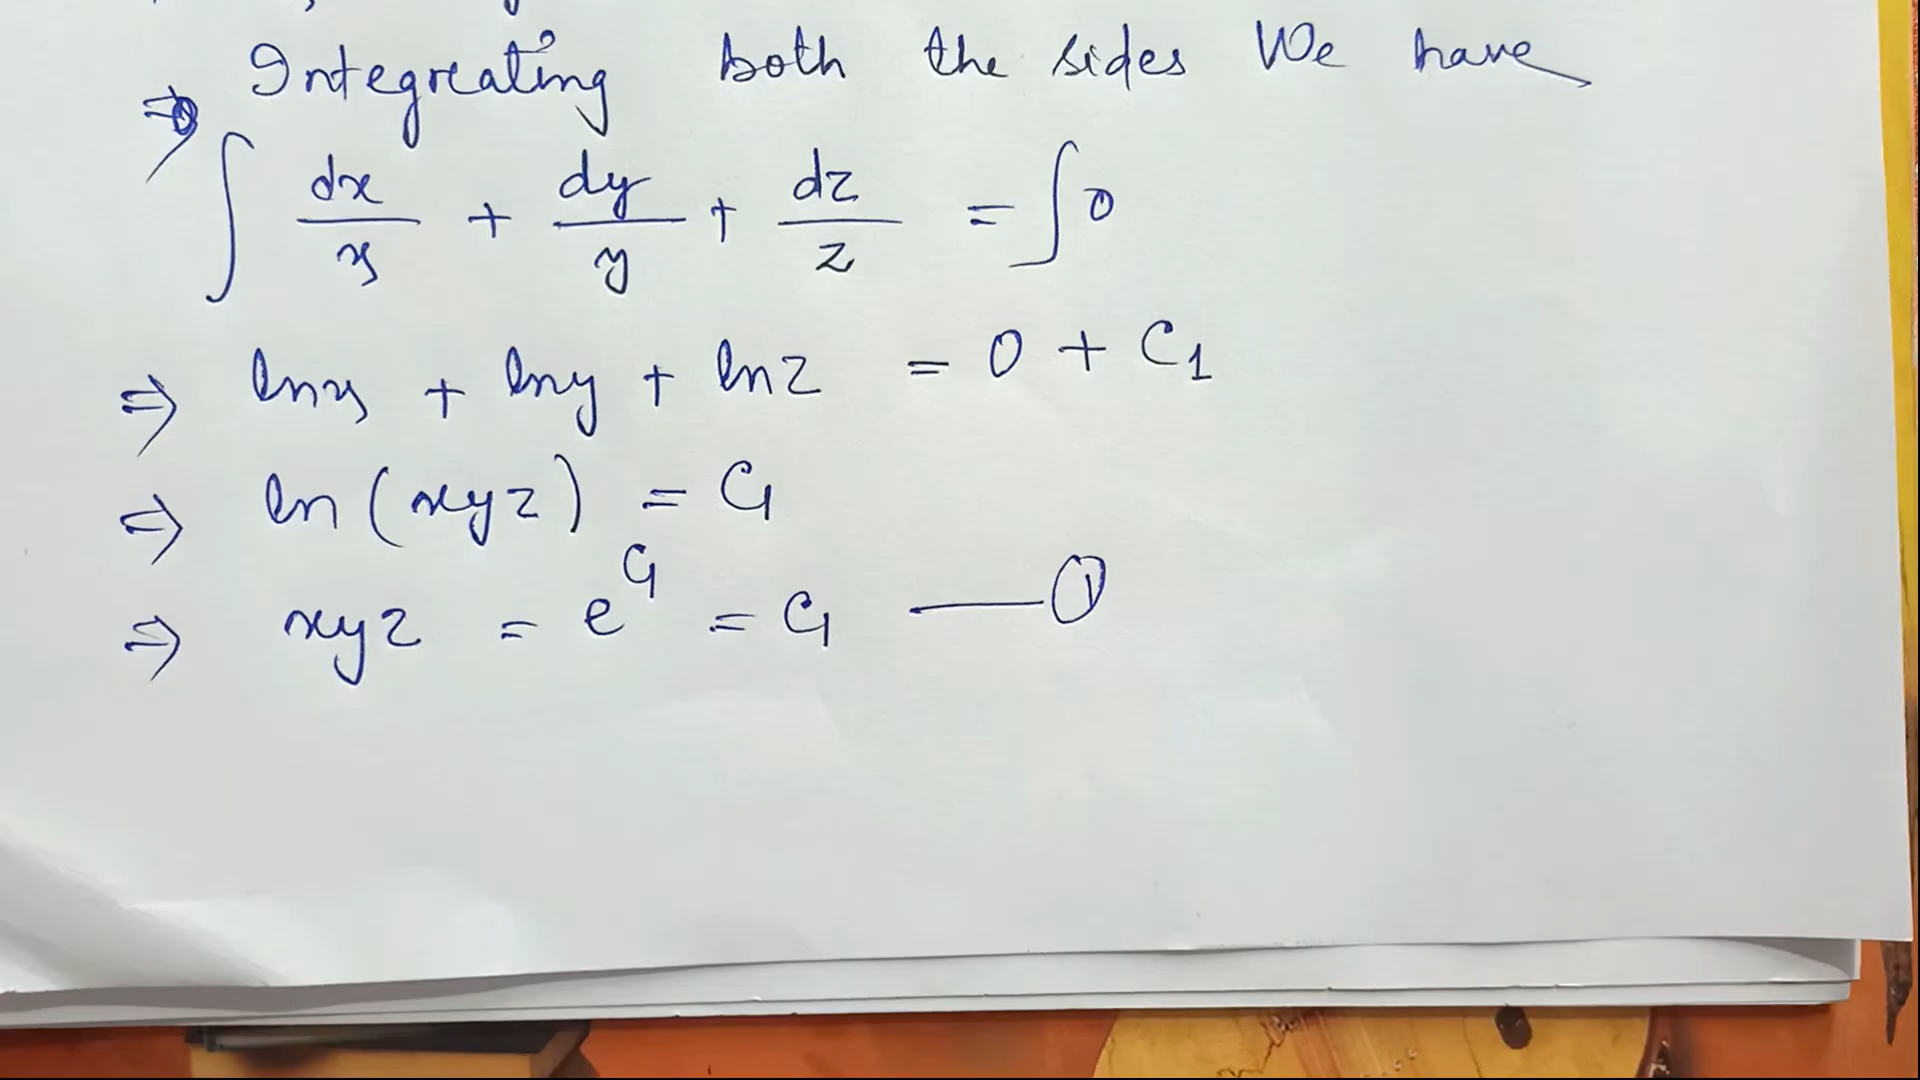 ⇒ Integreating both the sides We have
∫ dx/x + dy/y + dz/z = ∫0
⇒ lnx + lny + lnz = 0 + C₁
⇒ ln(xyz) = C₁
⇒ xyz = e^C₁ = C₁ —①